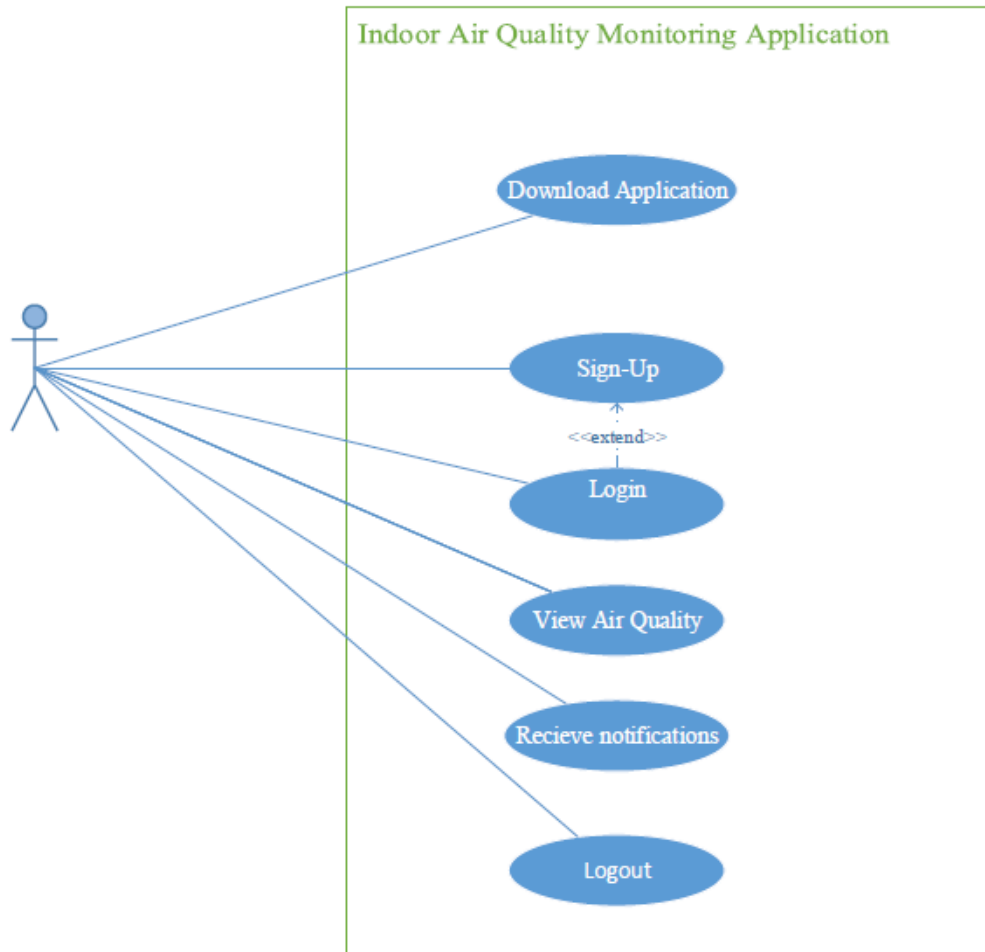 Indoor Air Quality Monitoring Application
Download Application
Sign-Up
<<extend>>
Login
View Air Quality
Recieve notifications
Logout